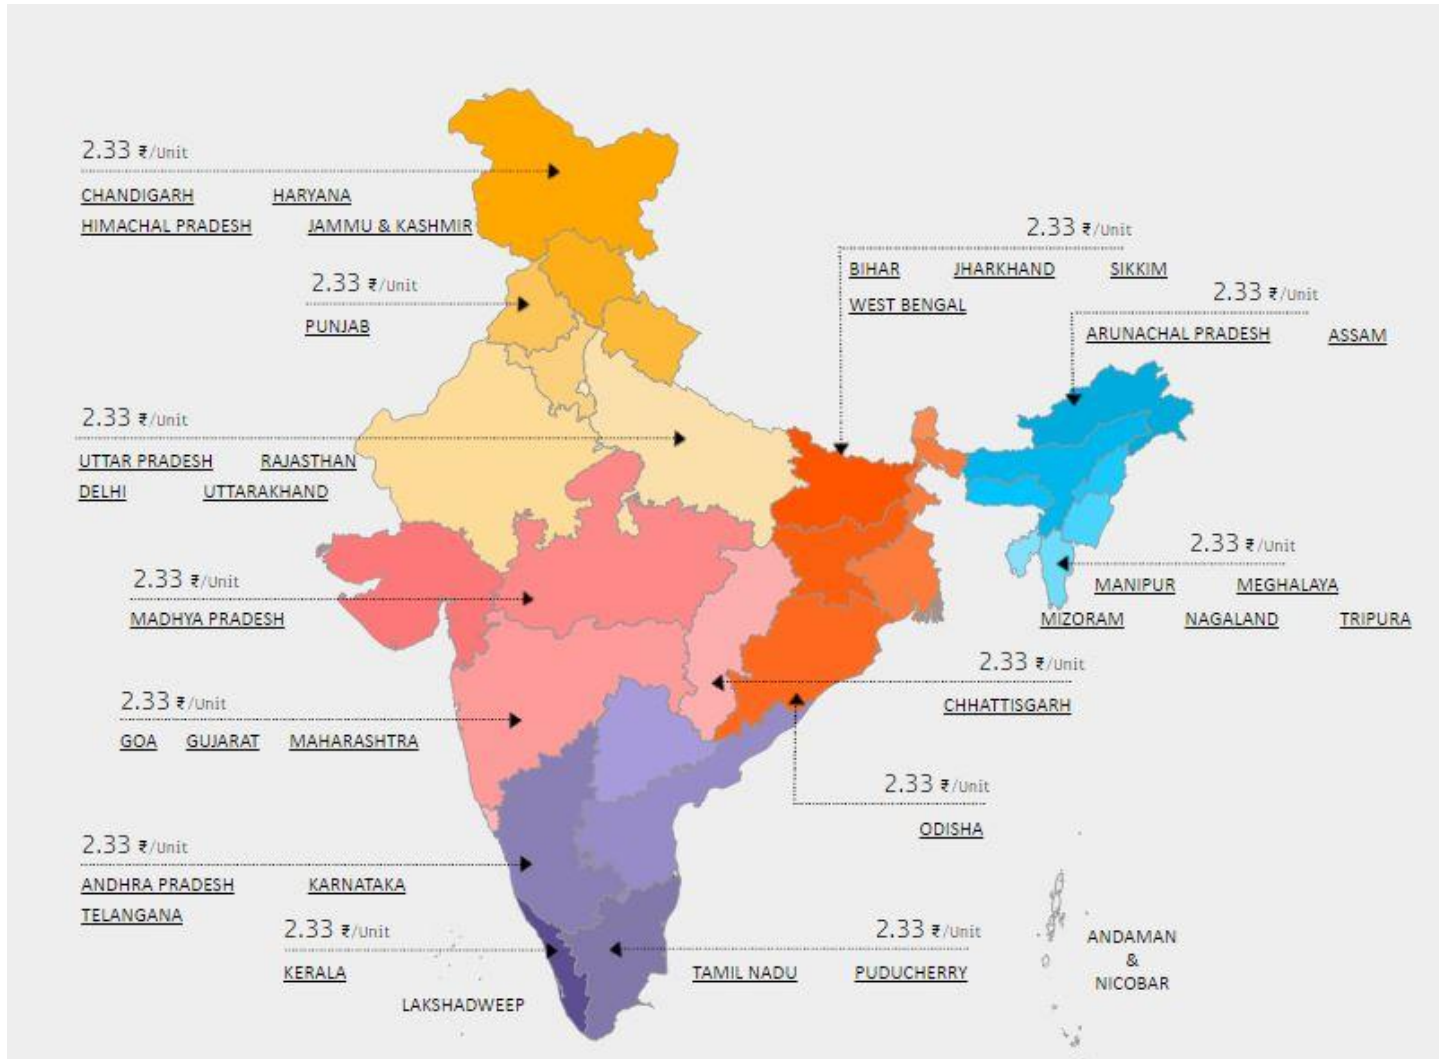 2.33 ₹/Unit
CHANDIGARH HARYANA
HIMACHAL PRADESH JAMMU & KASHMIR
2.33 ₹/Unit
BIHAR JHARKHAND SIKKIM
WEST BENGAL
2.33 ₹/Unit
PUNJAB
2.33 ₹/Unit
ARUNACHAL PRADESH ASSAM
2.33 ₹/Unit
UTTAR PRADESH RAJASTHAN
DELHI UTTARAKHAND
2.33 ₹/Unit
MANIPUR MEGHALAYA
MIZORAM NAGALAND TRIPURA
2.33 ₹/Unit
MADHYA PRADESH
2.33 ₹/Unit
CHHATTISGARH
2.33 ₹/Unit
GOA GUJARAT MAHARASHTRA
2.33 ₹/Unit
ODISHA
2.33 ₹/Unit
ANDHRA PRADESH KARNATAKA
TELANGANA
2.33 ₹/Unit
KERALA
2.33 ₹/Unit
TAMIL NADU PUDUCHERRY
ANDAMAN
&
NICOBAR
LAKSHADWEEP